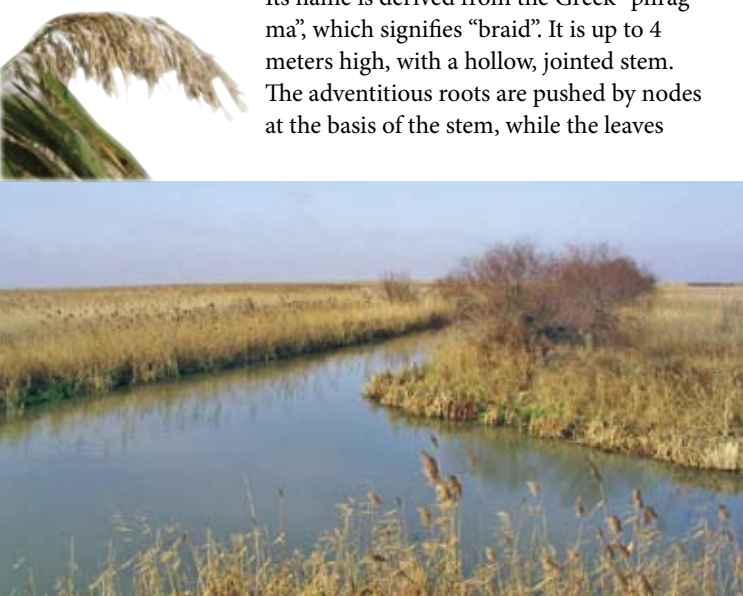 Its name is derived from the Greek “phrag-
ma”, which signifies “braid”. It is up to 4
meters high, with a hollow, jointed stem.
The adventitious roots are pushed by nodes
at the basis of the stem, while the leaves